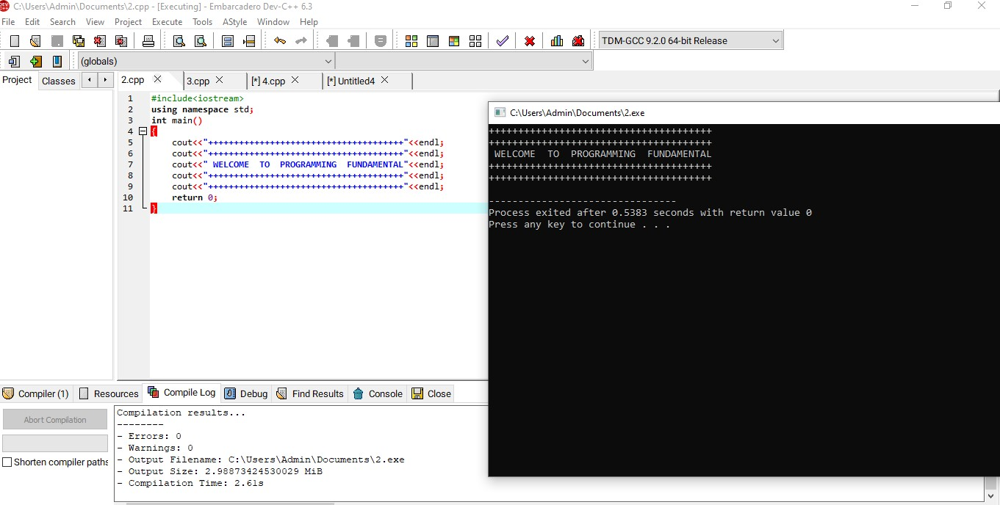 C:\Users\Admin\Documents\2.cpp - [Executing] - Embarcadero Dev-C++ 6.3
File Edit Search View Project Execute Tools AStyle Window Help
TDM-GCC 9.2.0 64-bit Release
(globals)
Project Classes 2.cpp 3.cpp [*] 4.cpp [*] Untitled4
1 #include<iostream>
2 using namespace std;
3 int main()
4 {
5 cout<<"++++++++++++++++++++++++++++++++++++++"<<endl;
6 cout<<"++++++++++++++++++++++++++++++++++++++"<<endl;
7 cout<<" WELCOME  TO  PROGRAMMING  FUNDAMENTAL"<<endl;
8 cout<<"++++++++++++++++++++++++++++++++++++++"<<endl;
9 cout<<"++++++++++++++++++++++++++++++++++++++"<<endl;
10 return 0;
11 }
C:\Users\Admin\Documents\2.exe
++++++++++++++++++++++++++++++++++++++
++++++++++++++++++++++++++++++++++++++
 WELCOME  TO  PROGRAMMING  FUNDAMENTAL
++++++++++++++++++++++++++++++++++++++
++++++++++++++++++++++++++++++++++++++
--------------------------------
Process exited after 0.5383 seconds with return value 0
Press any key to continue . . .
Compiler (1) Resources Compile Log Debug Find Results Console Close
Abort Compilation
Shorten compiler paths
Compilation results...
--------
- Errors: 0
- Warnings: 0
- Output Filename: C:\Users\Admin\Documents\2.exe
- Output Size: 2.98873424530029 MiB
- Compilation Time: 2.61s